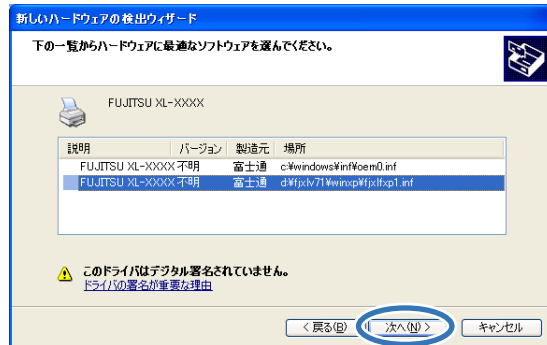 新しいハードウェアの検出ウィザード
下の一覧からハードウェアに最適なソフトウェアを選んでください。
FUJITSU XL-XXXX
説明 バージョン 製造元 場所
FUJITSU XL-XXXX 不明 富士通 c:¥windows¥inf¥oem0.inf
FUJITSU XL-XXXX 不明 富士通 d:¥fjxlv71¥winxp¥fjxlfxp1.inf
このドライバはデジタル署名されていません。
ドライバの署名が重要な理由
< 戻る(B) 次へ(N) > キャンセル